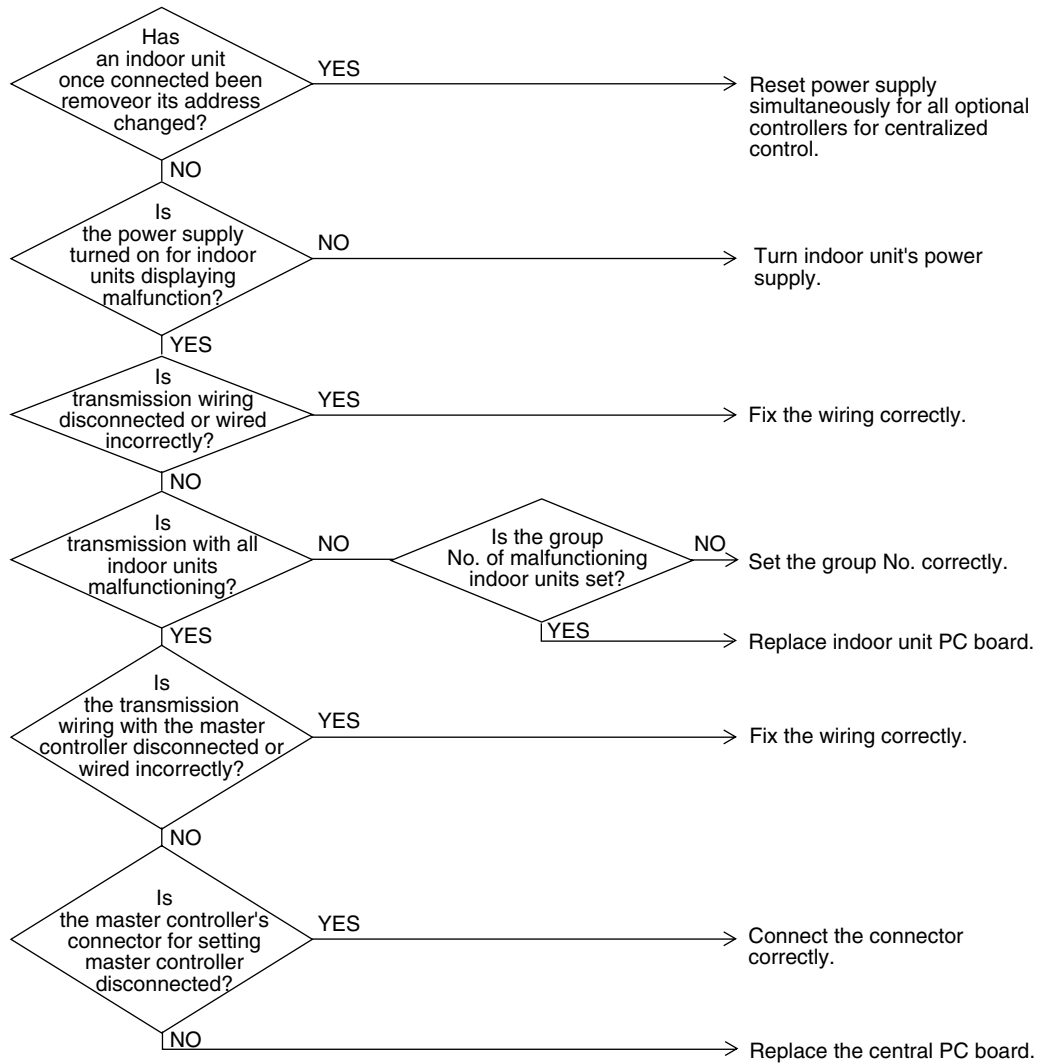 Has
an indoor unit
once connected been
removeor its address
changed?
YES
Reset power supply
simultaneously for all optional
controllers for centralized
control.
NO
Is
the power supply
turned on for indoor
units displaying
malfunction?
NO
Turn indoor unit's power
supply.
YES
Is
transmission wiring
disconnected or wired
incorrectly?
YES
Fix the wiring correctly.
NO
Is
transmission with all
indoor units
malfunctioning?
NO
Is the group
No. of malfunctioning
indoor units set?
NO
Set the group No. correctly.
YES
Replace indoor unit PC board.
YES
Is
the transmission
wiring with the master
controller disconnected or
wired incorrectly?
YES
Fix the wiring correctly.
NO
Is
the master controller's
connector for setting
master controller
disconnected?
YES
Connect the connector
correctly.
NO
Replace the central PC board.